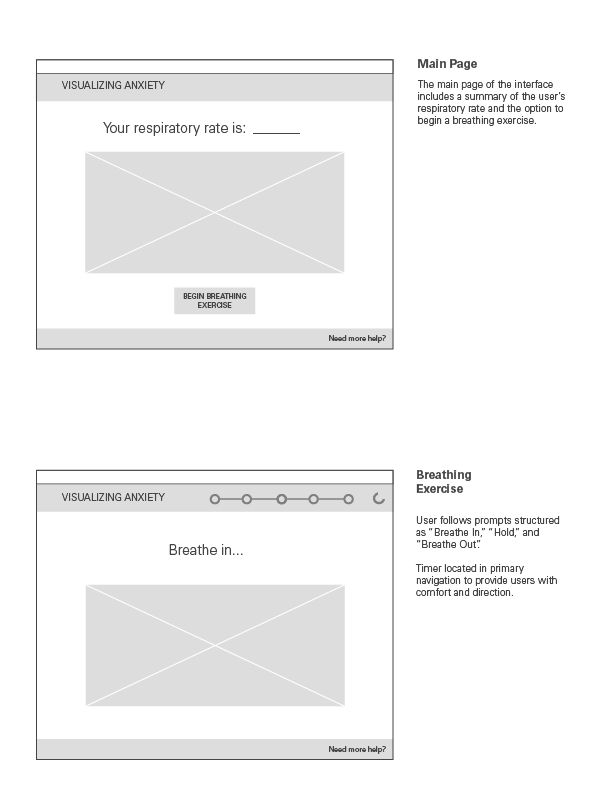 VISUALIZING ANXIETY
Your respiratory rate is: ______
BEGIN BREATHING
EXERCISE
Need more help?
Main Page
The main page of the interface
includes a summary of the user's
respiratory rate and the option to
begin a breathing exercise.
VISUALIZING ANXIETY
Breathe in...
Need more help?
Breathing
Exercise
User follows prompts structured
as “Breathe In,” “Hold,” and
“Breathe Out”.
Timer located in primary
navigation to provide users with
comfort and direction.